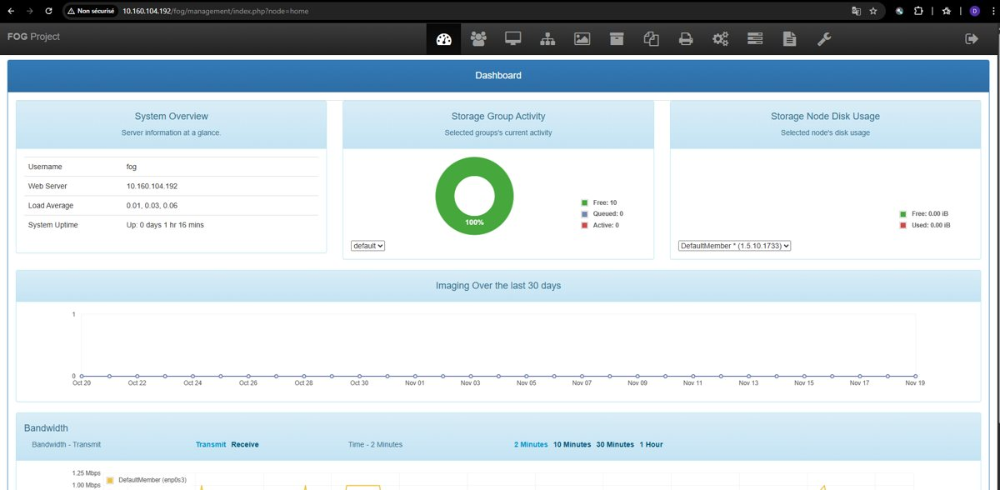 Non sécurisé 10.160.104.192/fog/management/index.php?node=home
D
FOG Project
Dashboard
System Overview
Server information at a glance.
Username fog
Web Server 10.160.104.192
Load Average 0.01, 0.03, 0.06
System Uptime Up: 0 days 1 hr 16 mins
Storage Group Activity
Selected groups's current activity
100%
Free: 10
Queued: 0
Active: 0
default
Storage Node Disk Usage
Selected node's disk usage
Free: 0.00 iB
Used: 0.00 iB
DefaultMember * (1.5.10.1733)
Imaging Over the last 30 days
1
0
Oct 20 Oct 22 Oct 24 Oct 26 Oct 28 Oct 30 Nov 01 Nov 03 Nov 05 Nov 07 Nov 09 Nov 11 Nov 13 Nov 15 Nov 17 Nov 19
Bandwidth
Bandwidth - Transmit Transmit Receive Time - 2 Minutes 2 Minutes 10 Minutes 30 Minutes 1 Hour
1.25 Mbps
DefaultMember (enp0s3)
1.00 Mbps